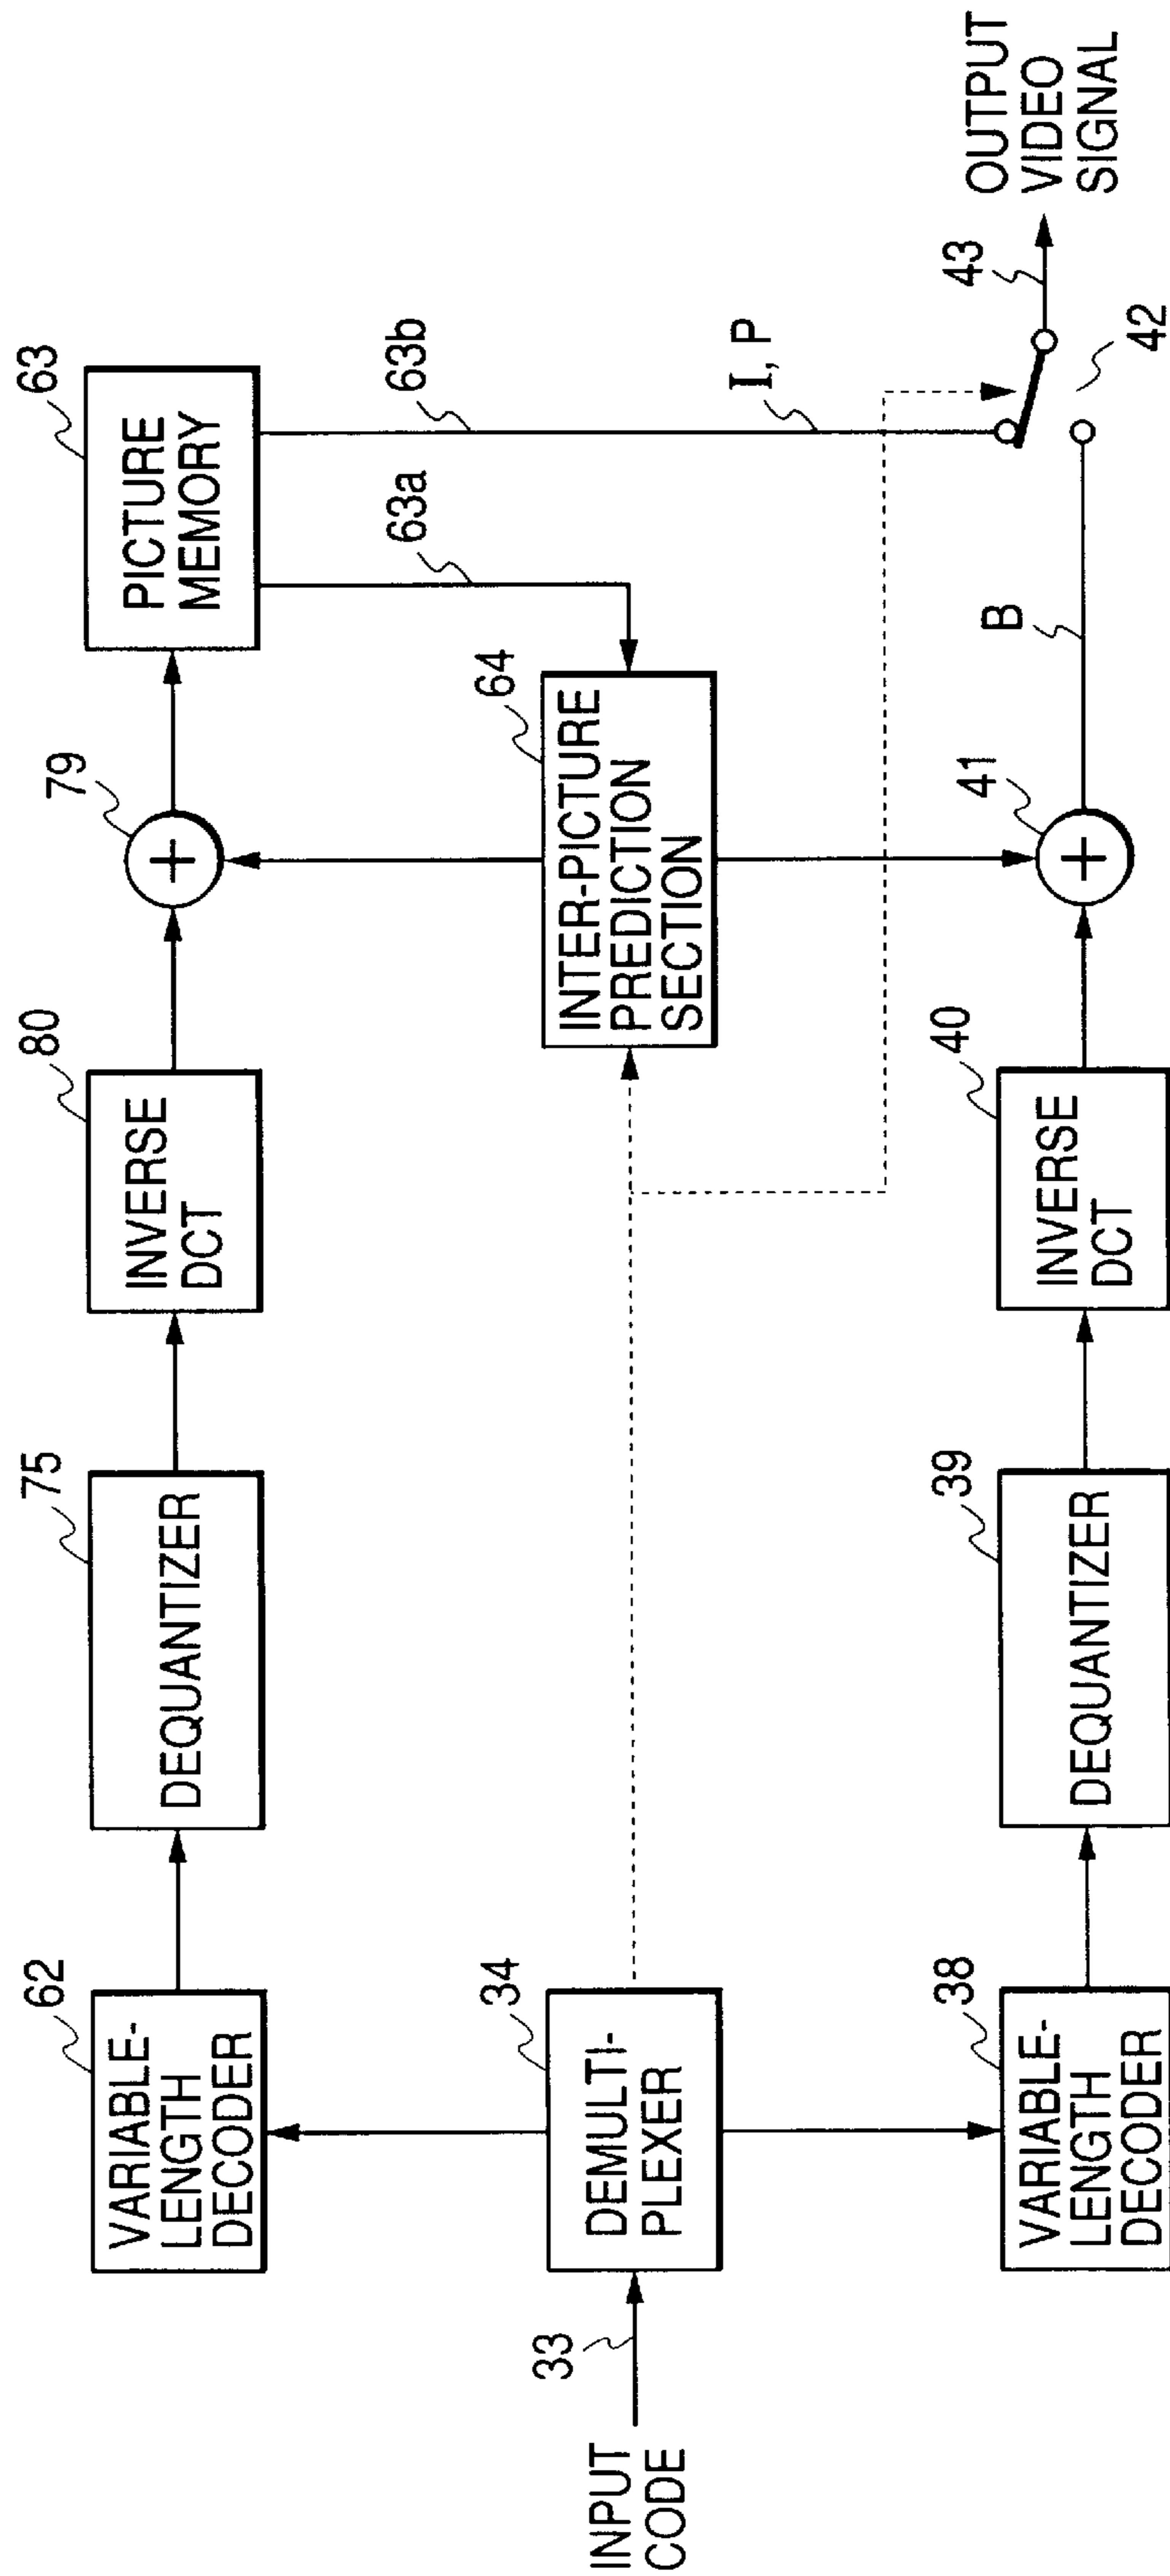 62
VARIABLE-
LENGTH
DECODER
75
DEQUANTIZER
80
INVERSE
DCT
79
+
63
PICTURE
MEMORY
63a
63b
I, P
INPUT
CODE
33
34
DEMULTI-
PLEXER
64
INTER-PICTURE
PREDICTION
SECTION
38
VARIABLE-
LENGTH
DECODER
39
DEQUANTIZER
40
INVERSE
DCT
41
+
B
42
43
OUTPUT
VIDEO
SIGNAL